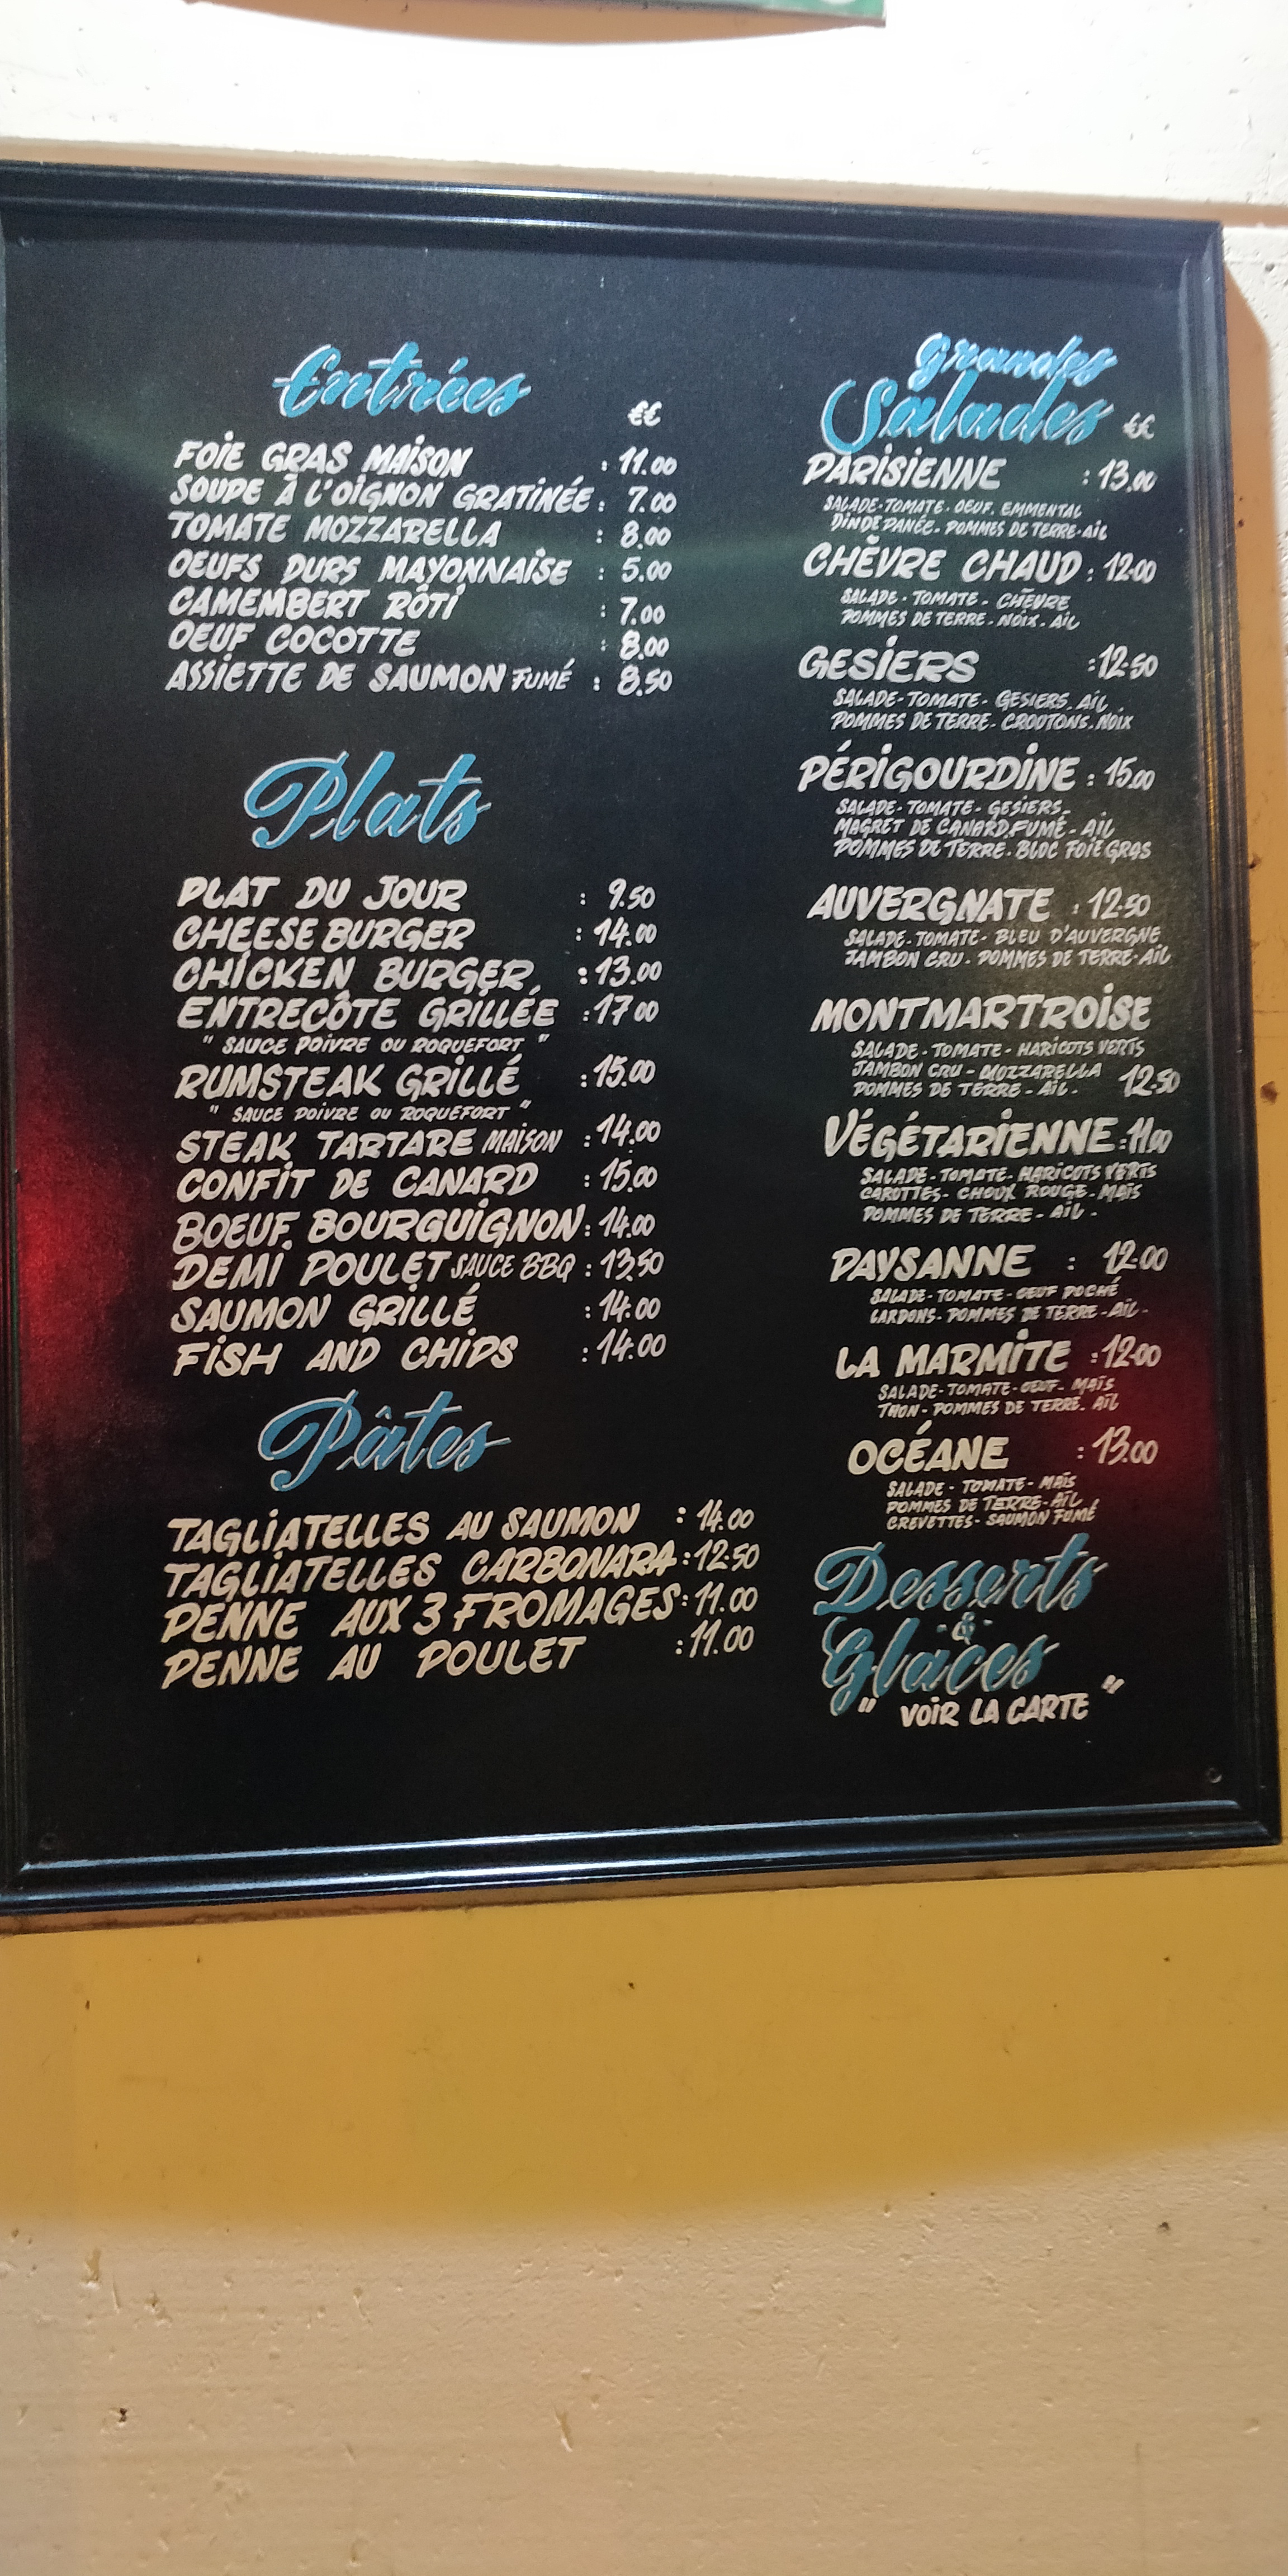 Entrées
€€
FOIE GRAS MAISON : 11.00
SOUPE À L'OIGNON GRATINÉE : 7.00
TOMATE MOZZARELLA : 8.00
OEUFS DURS MAYONNAISE : 5.00
CAMEMBERT RÔTI : 7.00
OEUF COCOTTE : 8.00
ASSIETTE DE SAUMON FUMÉ : 8.50
Plats
PLAT DU JOUR : 9.50
CHEESE BURGER : 14.00
CHICKEN BURGER : 13.00
ENTRECÔTE GRILLÉE : 17.00
" SAUCE POIVRE OU ROQUEFORT "
RUMSTEAK GRILLÉ : 15.00
" SAUCE POIVRE OU ROQUEFORT "
STEAK TARTARE MAISON : 14.00
CONFIT DE CANARD : 15.00
BOEUF BOURGUIGNON : 14.00
DEMI POULET SAUCE BBQ : 13.50
SAUMON GRILLÉ : 14.00
FISH AND CHIPS : 14.00
Pâtes
TAGLIATELLES AU SAUMON : 14.00
TAGLIATELLES CARBONARA : 12.50
PENNE AUX 3 FROMAGES : 11.00
PENNE AU POULET : 11.00
Grandes
Salades €€
PARISIENNE : 13.00
SALADE - TOMATE - OEUF - EMMENTAL
DINDE PANÉE - POMMES DE TERRE - AIL
CHÈVRE CHAUD : 12.00
SALADE - TOMATE - CHÈVRE
POMMES DE TERRE - NOIX - AIL
GESIERS : 12.50
SALADE - TOMATE - GESIERS - AIL
POMMES DE TERRE - CROUTONS - NOIX
PÉRIGOURDINE : 15.00
SALADE - TOMATE - GESIERS -
MAGRET DE CANARD FUMÉ - AIL
POMMES DE TERRE - BLOC FOIE GRAS
AUVERGNATE : 12.50
SALADE - TOMATE - BLEU D'AUVERGNE
JAMBON CRU - POMMES DE TERRE - AIL
MONTMARTROISE
SALADE - TOMATE - HARICOTS VERTS
JAMBON CRU - MOZZARELLA
POMMES DE TERRE - AIL - 12.50
VÉGÉTARIENNE : 11.00
SALADE - TOMATE - HARICOTS VERTS
CAROTTES - CHOUX ROUGE - MAÏS
POMMES DE TERRE - AIL -
PAYSANNE : 12.00
SALADE - TOMATE - OEUF POCHÉ
LARDONS - POMMES DE TERRE - AIL -
LA MARMITE : 12.00
SALADE - TOMATE - OEUF - MAÏS
THON - POMMES DE TERRE - AIL
OCÉANE : 13.00
SALADE - TOMATE - MAÏS
POMMES DE TERRE - AIL
CREVETTES - SAUMON FUMÉ
Desserts
- & -
Glaces
" VOIR LA CARTE "